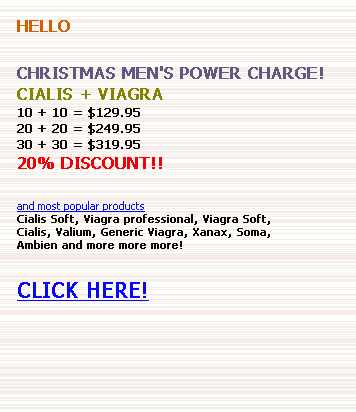 HELLO
CHRISTMAS MEN'S POWER CHARGE!
CIALIS + VIAGRA
10 + 10 = $129.95
20 + 20 = $249.95
30 + 30 = $319.95
20% DISCOUNT!!
and most popular products
Cialis Soft, Viagra professional, Viagra Soft,
Cialis, Valium, Generic Viagra, Xanax, Soma,
Ambien and more more more!
CLICK HERE!